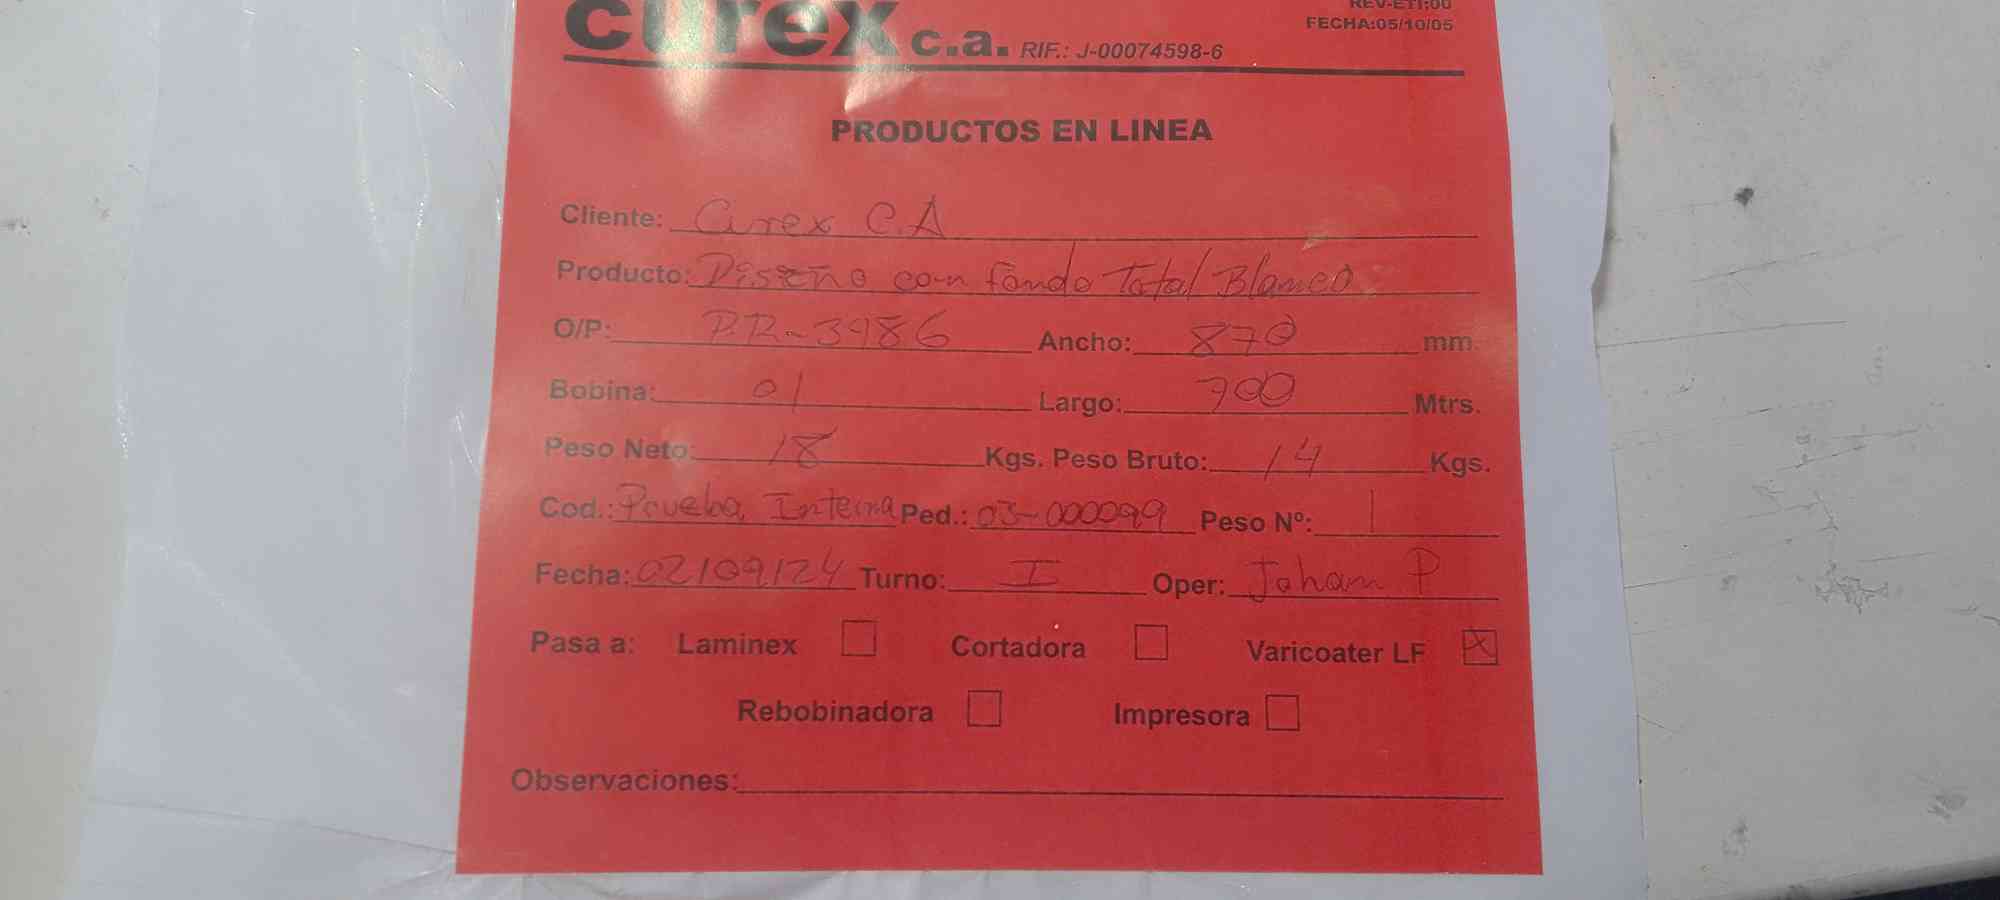 curex c.a. RIF.: J-00074598-6
REV-ETI:00
FECHA:05/10/05
PRODUCTOS EN LINEA
Cliente: Curex C.A
Producto: Diseño con fondo Total Blanco
O/P: PR-3986 Ancho: 870 mm.
Bobina: 01 Largo: 700 Mtrs.
Peso Neto: 18 Kgs. Peso Bruto: 14 Kgs.
Cod.: Prueba Interna Ped.: 03-000099 Peso Nº: 1
Fecha: 02/09/24 Turno: I Oper: Joham P
Pasa a: Laminex Cortadora Varicoater LF X
Rebobinadora Impresora
Observaciones: